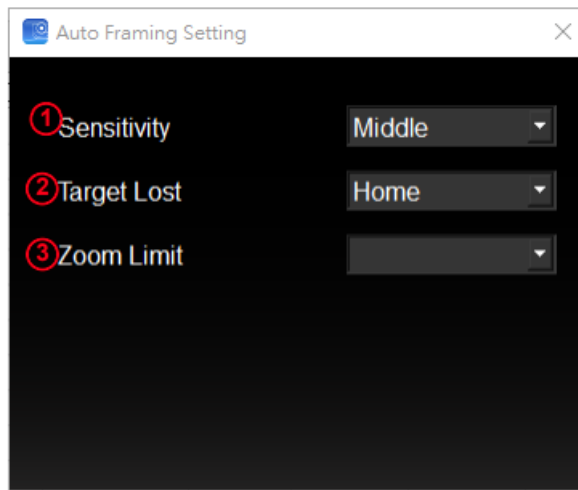 Auto Framing Setting
1 Sensitivity Middle
2 Target Lost Home
3 Zoom Limit